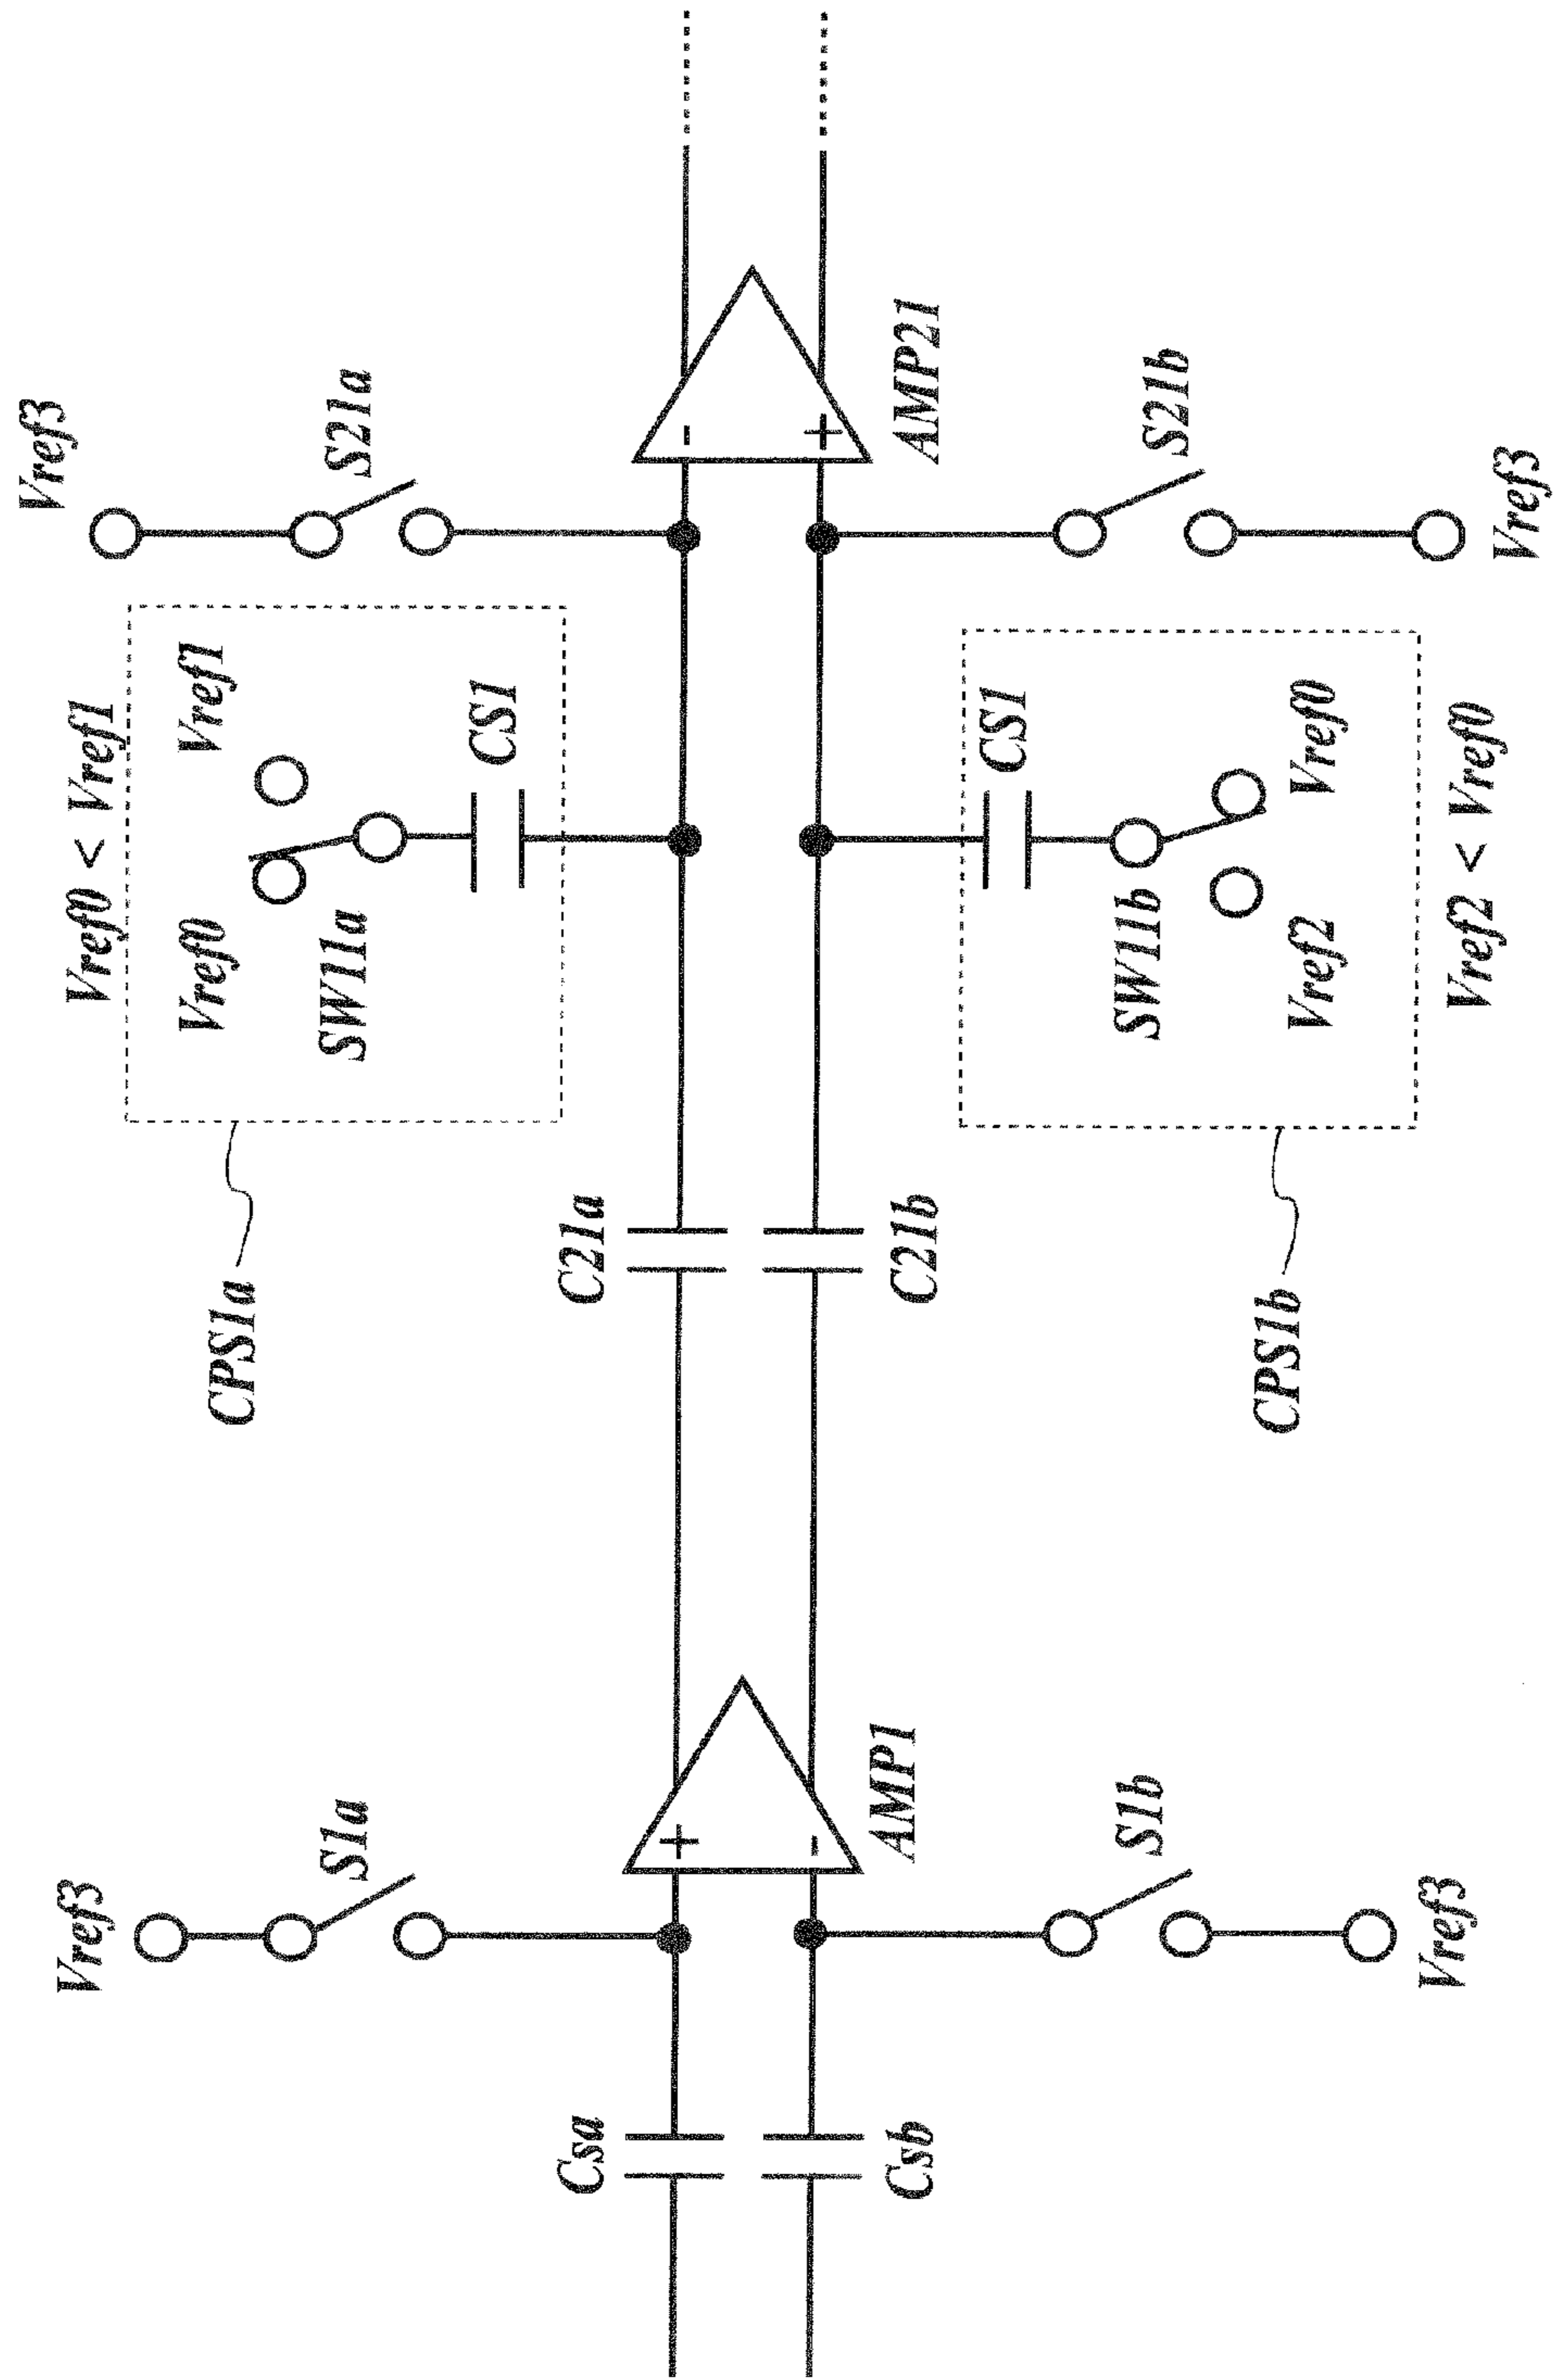 Vref3
S1a
Csa
+
-
Csb
AMP1
S1b
Vref3
CPS1a
C21a
C21b
CPS1b
Vref0 < Vref1
Vref0
Vref1
SW11a
CS1
CS1
SW11b
Vref2
Vref0
Vref2 < Vref0
Vref3
S21a
-
+
AMP21
S21b
Vref3